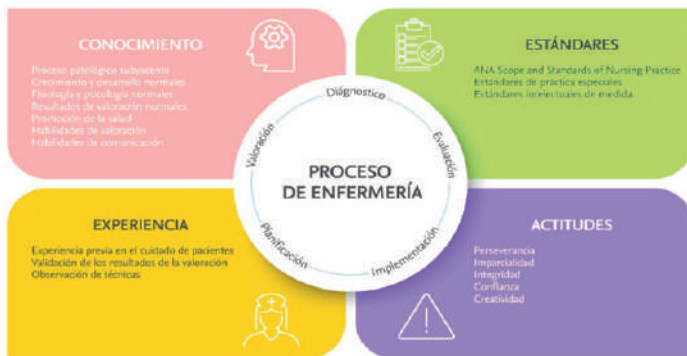 CONOCIMIENTO
Proceso patológico subyacente
Crecimiento y desarrollo normales
Fisiología y psicología normales
Resultados de valoración normales
Promoción de la salud
Habilidades de valoración
Habilidades de comunicación
ESTÁNDARES
ANA Scope and Standards of Nursing Practice
Estándares de práctica especiales
Estándares intelectuales de medida
Diágnostico
Valoración
Evaluación
PROCESO
DE ENFERMERÍA
Planificación
Implementación
EXPERIENCIA
Experiencia previa en el cuidado de pacientes
Validación de los resultados de la valoración
Observación de técnicas
ACTITUDES
Perseverancia
Imparcialidad
Integridad
Confianza
Creatividad